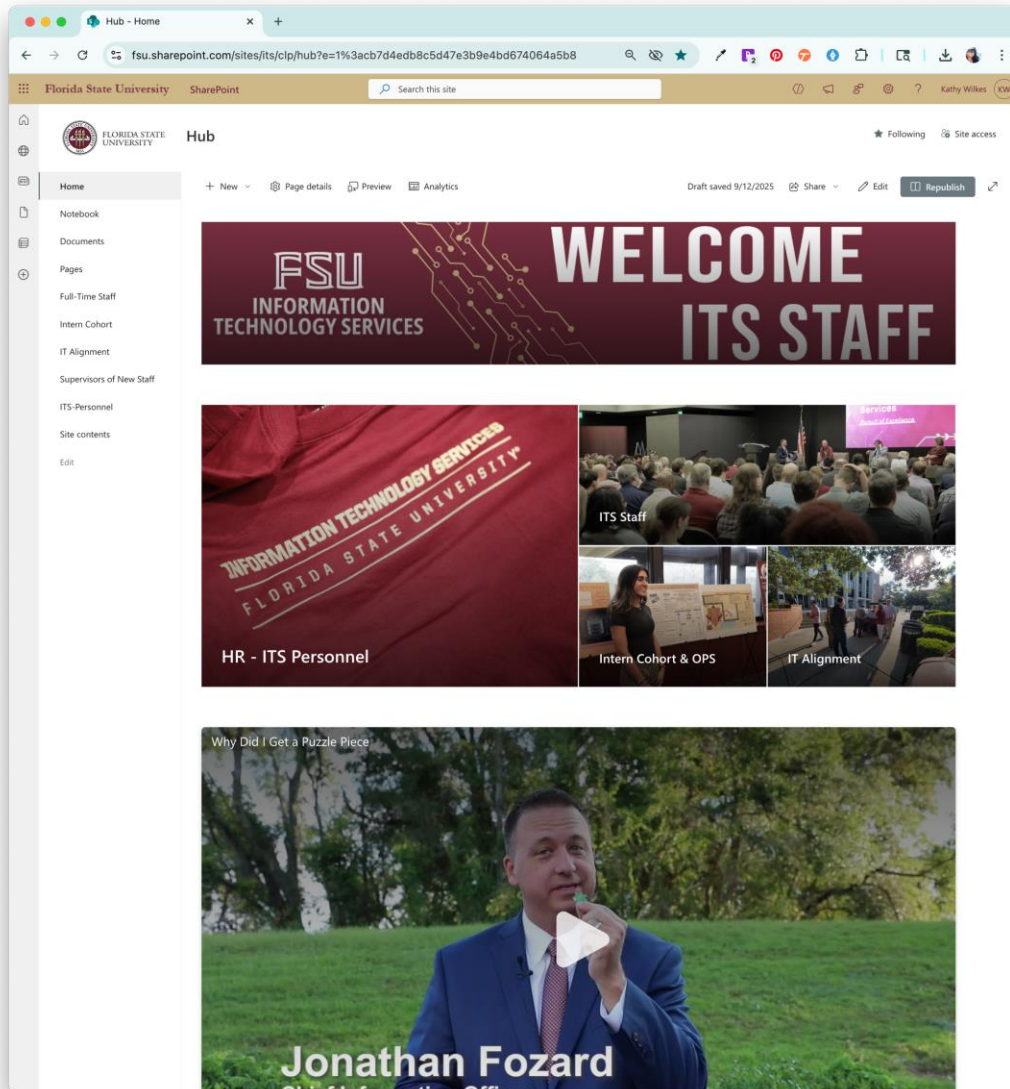 Hub - Home
fsu.sharepoint.com/sites/its/clp/hub?e=1%3acb7d4edb8c5d47e3b9e4bd674064a5b8
Florida State University
SharePoint
Search this site
Kathy Wilkes
KW
FLORIDA STATE
UNIVERSITY
Hub
Following
Site access
Home
Notebook
Documents
Pages
Full-Time Staff
Intern Cohort
IT Alignment
Supervisors of New Staff
ITS-Personnel
Site contents
Edit
New
Page details
Preview
Analytics
Draft saved 9/12/2025
Share
Edit
Republish
FSU
INFORMATION
TECHNOLOGY SERVICES
WELCOME
ITS STAFF
INFORMATION TECHNOLOGY SERVICES
FLORIDA STATE UNIVERSITY
HR - ITS Personnel
Services
ITS Staff
Intern Cohort & OPS
IT Alignment
Why Did I Get a Puzzle Piece
Jonathan Fozard